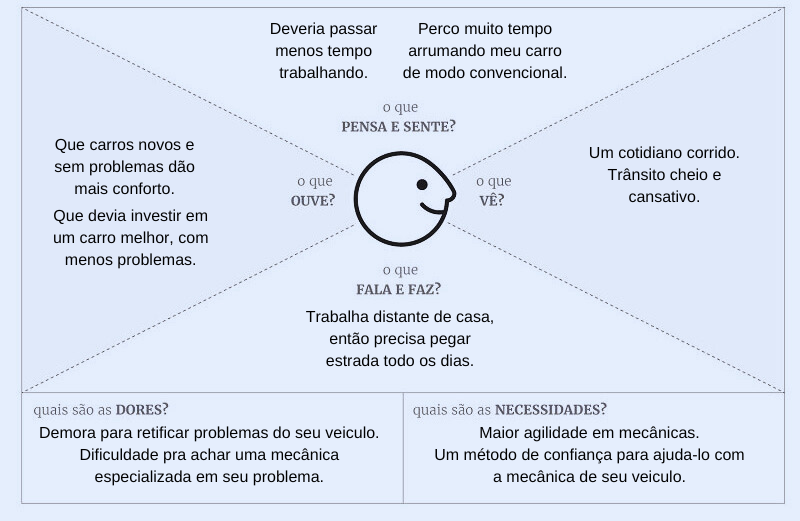 Deveria passar
menos tempo
trabalhando.
Perco muito tempo
arrumando meu carro
de modo convencional.
o que
PENSA E SENTE?
Que carros novos e
sem problemas dão
mais conforto.
Que devia investir em
um carro melhor, com
menos problemas.
o que
OUVE?
o que
VÊ?
Um cotidiano corrido.
Trânsito cheio e
cansativo.
o que
FALA E FAZ?
Trabalha distante de casa,
então precisa pegar
estrada todo os dias.
quais são as DORES?
Demora para retificar problemas do seu veiculo.
Dificuldade pra achar uma mecânica
especializada em seu problema.
quais são as NECESSIDADES?
Maior agilidade em mecânicas.
Um método de confiança para ajuda-lo com
a mecânica de seu veiculo.